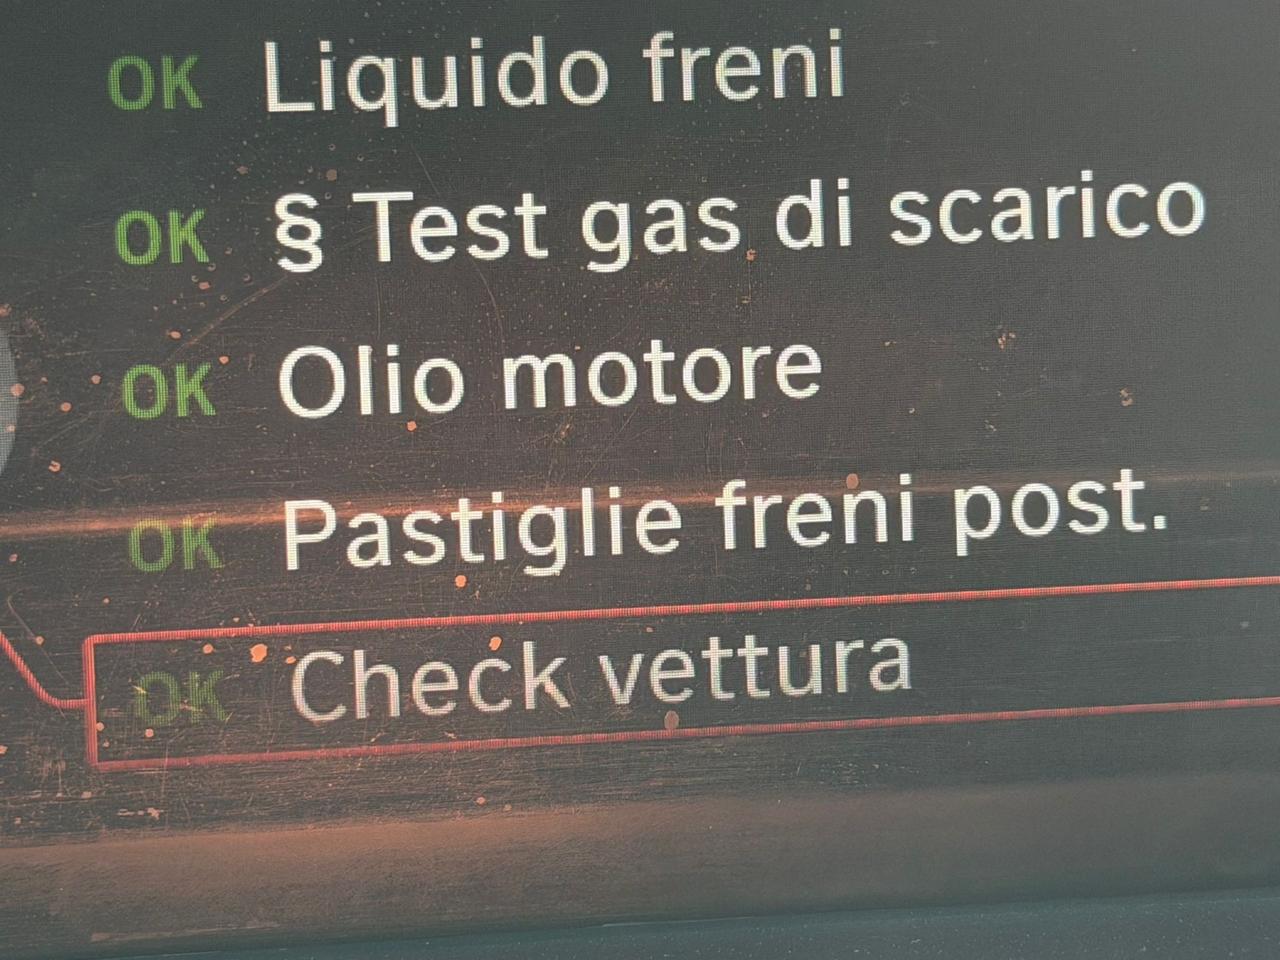 OK Liquido freni
OK § Test gas di scarico
OK Olio motore
OK Pastiglie freni post.
OK Check vettura